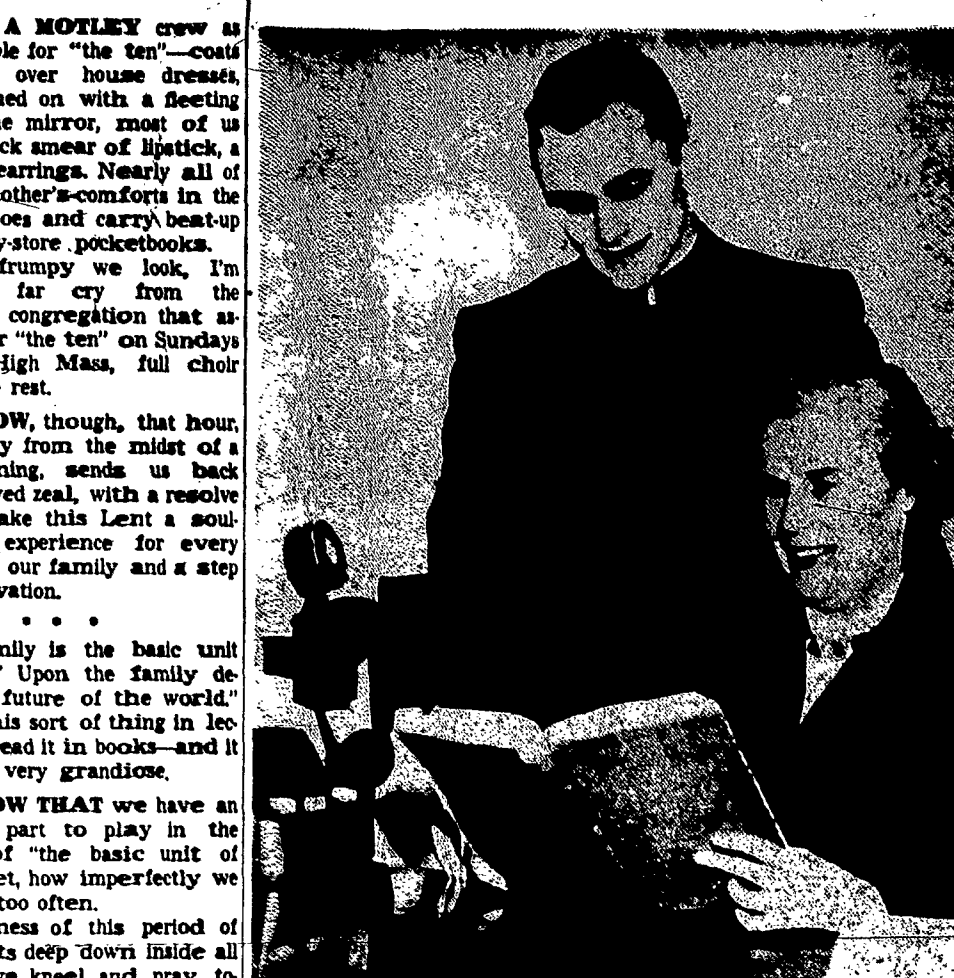 A MOTLEY crew as
ble for "the ten"—coats
over house dresses,
ned on with a fleeting
e mirror, most of us
ck smear of lipstick, a
earrings. Nearly all of
other's-comforts in the
oes and carry beat-up
y-store pocketbooks.
frumpy we look, I'm
far cry from the
congregation that as-
r "the ten" on Sundays
High Mass, full choir
rest.
OW, though, that hour,
y from the midst of a
ning, sends us back
ved zeal, with a resolve
ake this Lent a soul-
experience for every
our family and a step
vation.
• • •
mily is the basic unit
" Upon the family de-
future of the world."
his sort of thing in lec-
read it in books—and it
very grandiose.
OW THAT we have an
part to play in the
of "the basic unit of
et, how imperfectly we
too often.
ness of this period of
ts deep down inside all
we kneel and pray to-